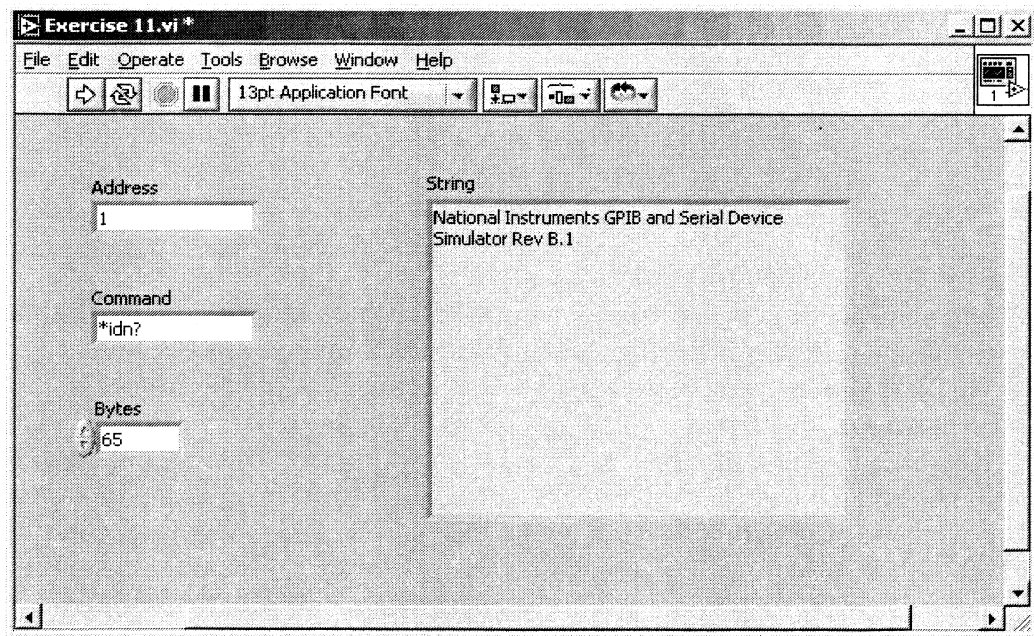 Exercise 11.vi *
File Edit Operate Tools Browse Window Help
13pt Application Font
1
Address
1
String
National Instruments GPIB and Serial Device
Simulator Rev B.1
Command
*idn?
Bytes
65